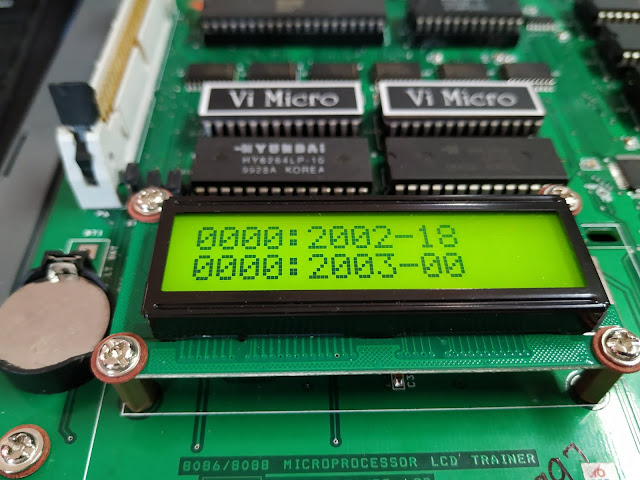 Vi Micro
Vi Micro
HYUNDAI
HY6264LP-10
9928A KOREA
0000:2002-18
0000:2003-00
8086/8088 MICROPROCESSOR LCD TRAINER